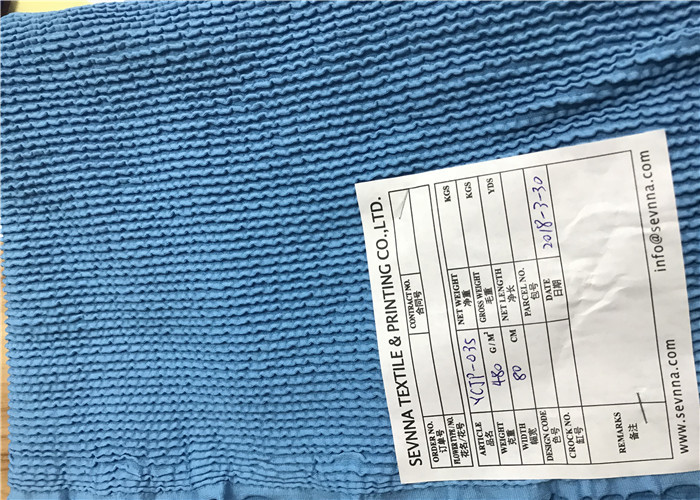 SEVNNA TEXTILE & PRINTING CO.,LTD.
ORDER NO. 订单号 CONTRACT NO. 合同号
FLOWER TYPE/NO. 花名/花号
ARTICLE 品名 YCJP-035 NET WEIGHT 净重 KGS
WEIGHT 克重 480 G/M² GROSS WEIGHT 毛重 KGS
WIDTH 幅宽 80 CM NET LENGTH 净长 YDS
DESIGN CODE 色号 PARCEL NO. 包号
CROCK NO. 缸号 DATE 日期 2018-3-30
REMARKS 备注
www.sevnna.com info@sevnna.com